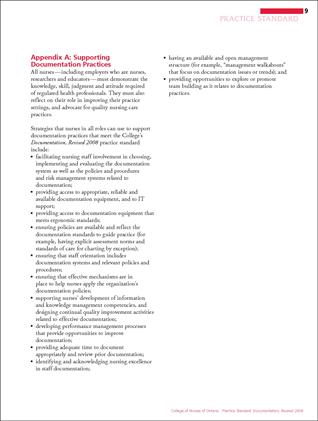 9
PRACTICE STANDARD
Appendix A: Supporting
Documentation Practices
All nurses—including employers who are nurses,
researchers and educators—must demonstrate the
knowledge, skill, judgment and attitude required
of regulated health professionals. They must also
reflect on their role in improving their practice
settings, and advocate for quality nursing care
practices.
Strategies that nurses in all roles can use to support
documentation practices that meet the College's
Documentation, Revised 2008 practice standard
include:
• facilitating nursing staff involvement in choosing,
implementing and evaluating the documentation
system as well as the policies and procedures
and risk management systems related to
documentation;
• providing access to appropriate, reliable and
available documentation equipment, and to IT
support;
• providing access to documentation equipment that
meets ergonomic standards;
• ensuring policies are available and reflect the
documentation standards to guide practice (for
example, having explicit assessment norms and
standards of care for charting by exception);
• ensuring that staff orientation includes
documentation systems and relevant policies and
procedures;
• ensuring that effective mechanisms are in
place to help nurses apply the organization's
documentation policies;
• supporting nurses' development of information
and knowledge management competencies, and
designing continual quality improvement activities
related to effective documentation;
• developing performance management processes
that provide opportunities to improve
documentation;
• providing adequate time to document
appropriately and review prior documentation;
• identifying and acknowledging nursing excellence
in staff documentation;
• having an available and open management
structure (for example, "management walkabouts"
that focus on documentation issues or trends); and
• providing opportunities to explore or promote
team building as it relates to documentation
practices.
College of Nurses of Ontario Practice Standard: Documentation, Revised 2008